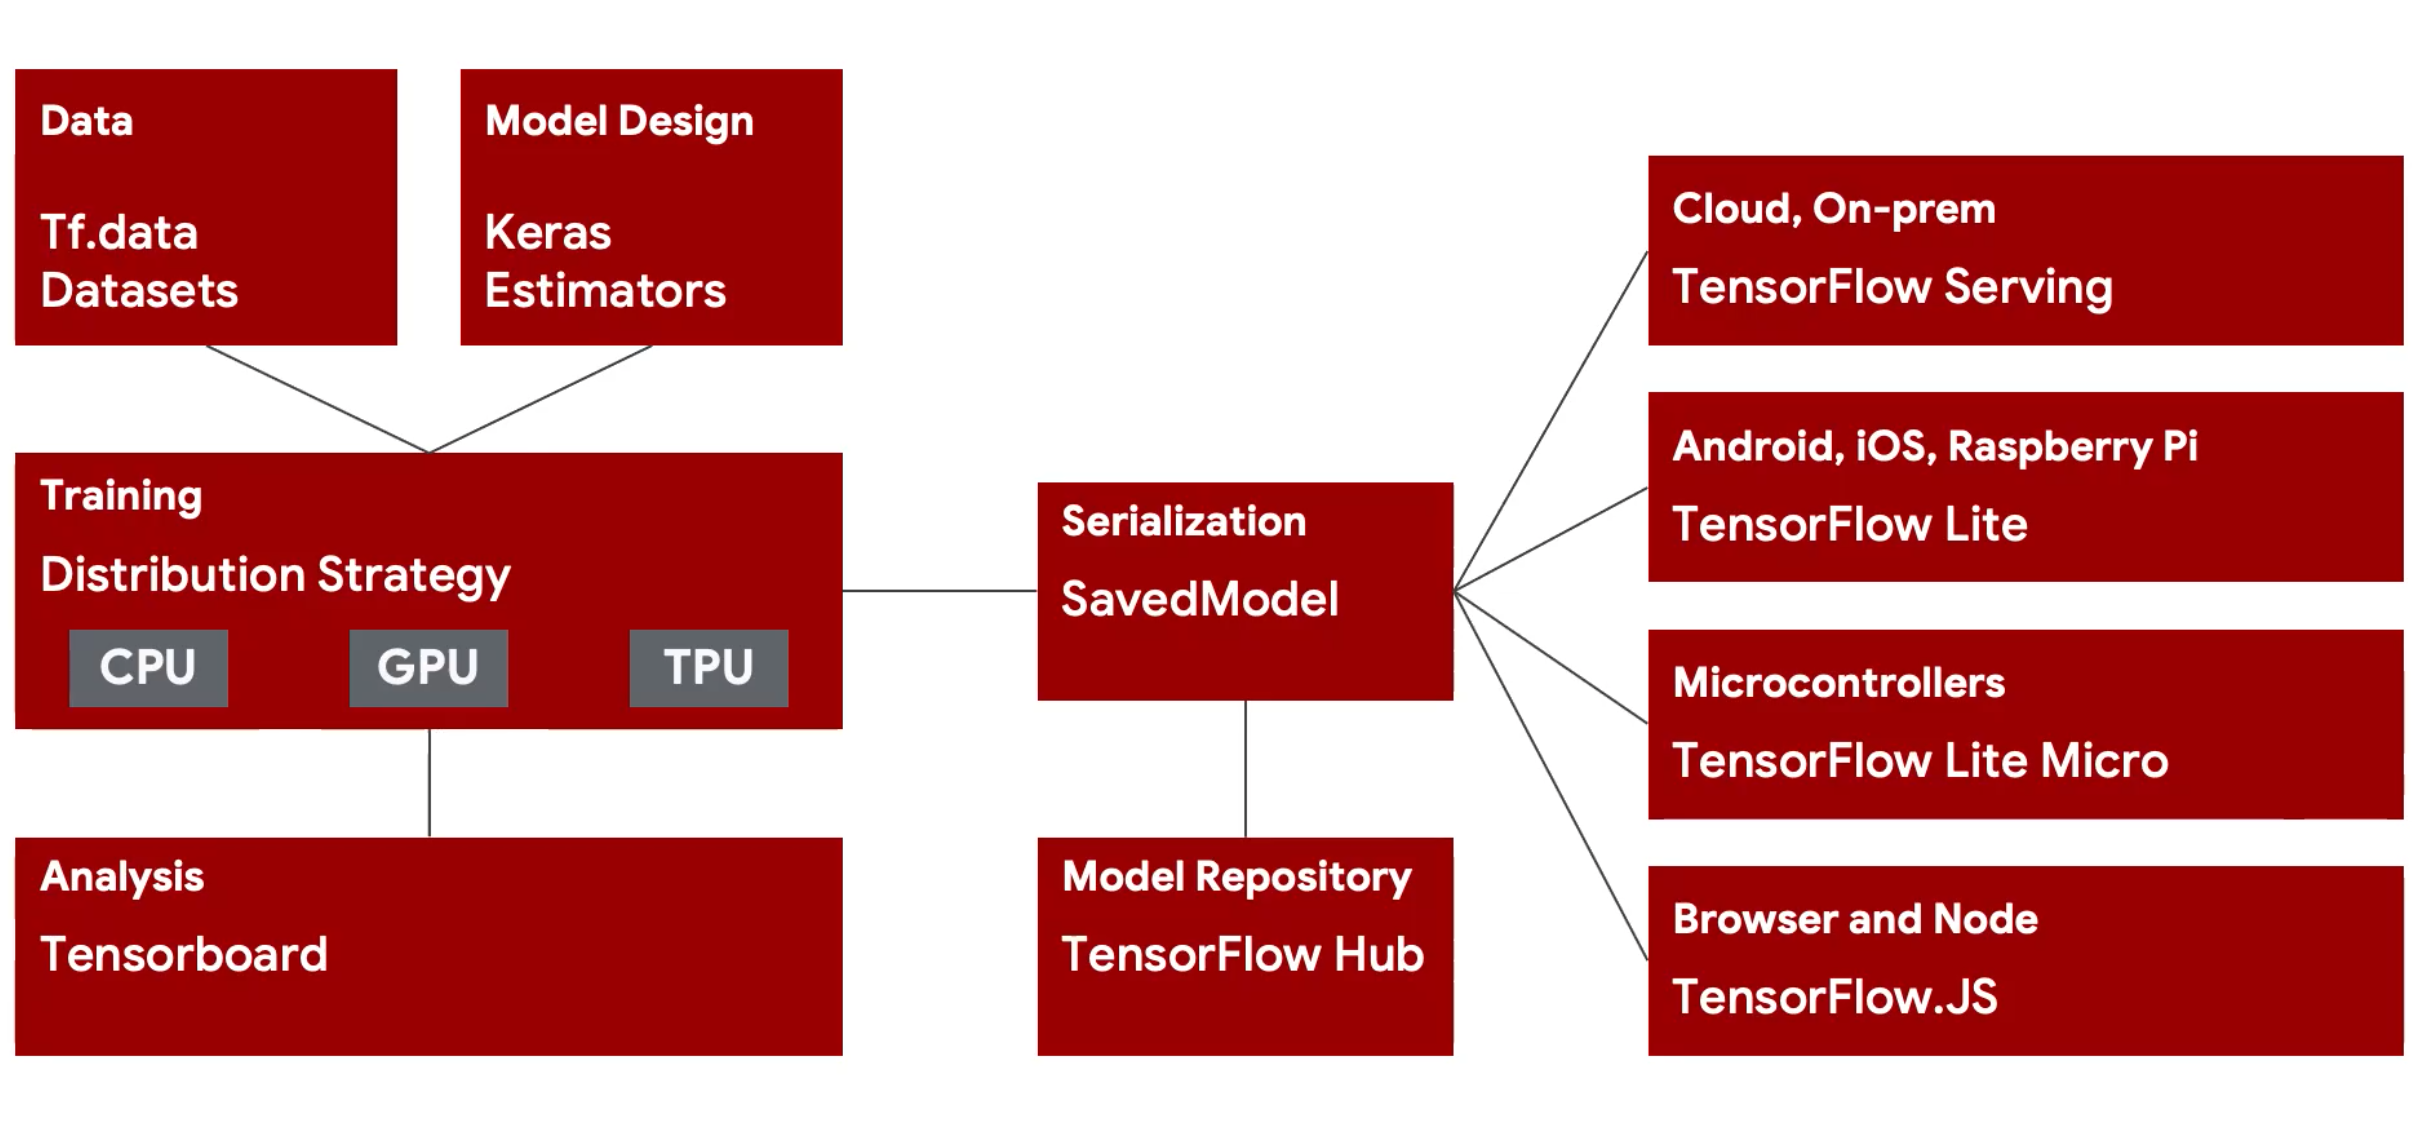 Data
Tf.data
Datasets
Model Design
Keras
Estimators
Training
Distribution Strategy
CPU
GPU
TPU
Analysis
Tensorboard
Serialization
SavedModel
Model Repository
TensorFlow Hub
Cloud, On-prem
TensorFlow Serving
Android, iOS, Raspberry Pi
TensorFlow Lite
Microcontrollers
TensorFlow Lite Micro
Browser and Node
TensorFlow.JS